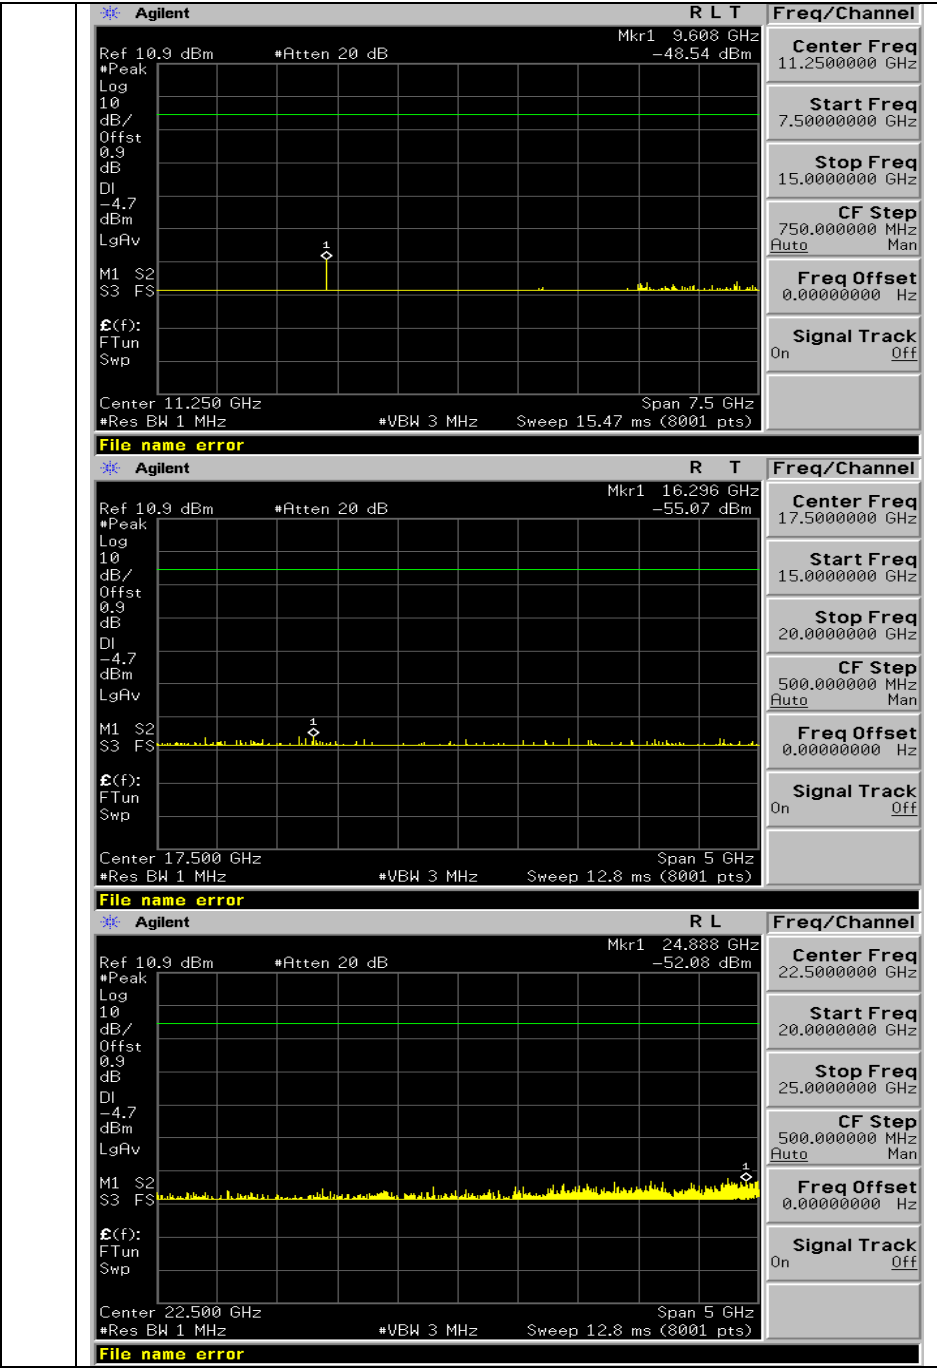 Agilent R L T Freq/Channel
Mkr1 9.608 GHz
Ref 10.9 dBm #Atten 20 dB -48.54 dBm
#Peak
Log
10
dB/
Offst
0.9
dB
DI
-4.7
dBm
LgAv
1
M1 S2
S3 FS
£(f):
FTun
Swp
Center 11.250 GHz Span 7.5 GHz
#Res BW 1 MHz #VBW 3 MHz Sweep 15.47 ms (8001 pts)
Center Freq
11.2500000 GHz
Start Freq
7.50000000 GHz
Stop Freq
15.0000000 GHz
CF Step
750.000000 MHz
Auto Man
Freq Offset
0.00000000 Hz
Signal Track
On Off
File name error
Agilent R T Freq/Channel
Mkr1 16.296 GHz
Ref 10.9 dBm #Atten 20 dB -55.07 dBm
#Peak
Log
10
dB/
Offst
0.9
dB
DI
-4.7
dBm
LgAv
1
M1 S2
S3 FS
£(f):
FTun
Swp
Center 17.500 GHz Span 5 GHz
#Res BW 1 MHz #VBW 3 MHz Sweep 12.8 ms (8001 pts)
Center Freq
17.5000000 GHz
Start Freq
15.0000000 GHz
Stop Freq
20.0000000 GHz
CF Step
500.000000 MHz
Auto Man
Freq Offset
0.00000000 Hz
Signal Track
On Off
File name error
Agilent R L Freq/Channel
Mkr1 24.888 GHz
Ref 10.9 dBm #Atten 20 dB -52.08 dBm
#Peak
Log
10
dB/
Offst
0.9
dB
DI
-4.7
dBm
LgAv
1
M1 S2
S3 FS
£(f):
FTun
Swp
Center 22.500 GHz Span 5 GHz
#Res BW 1 MHz #VBW 3 MHz Sweep 12.8 ms (8001 pts)
Center Freq
22.5000000 GHz
Start Freq
20.0000000 GHz
Stop Freq
25.0000000 GHz
CF Step
500.000000 MHz
Auto Man
Freq Offset
0.00000000 Hz
Signal Track
On Off
File name error